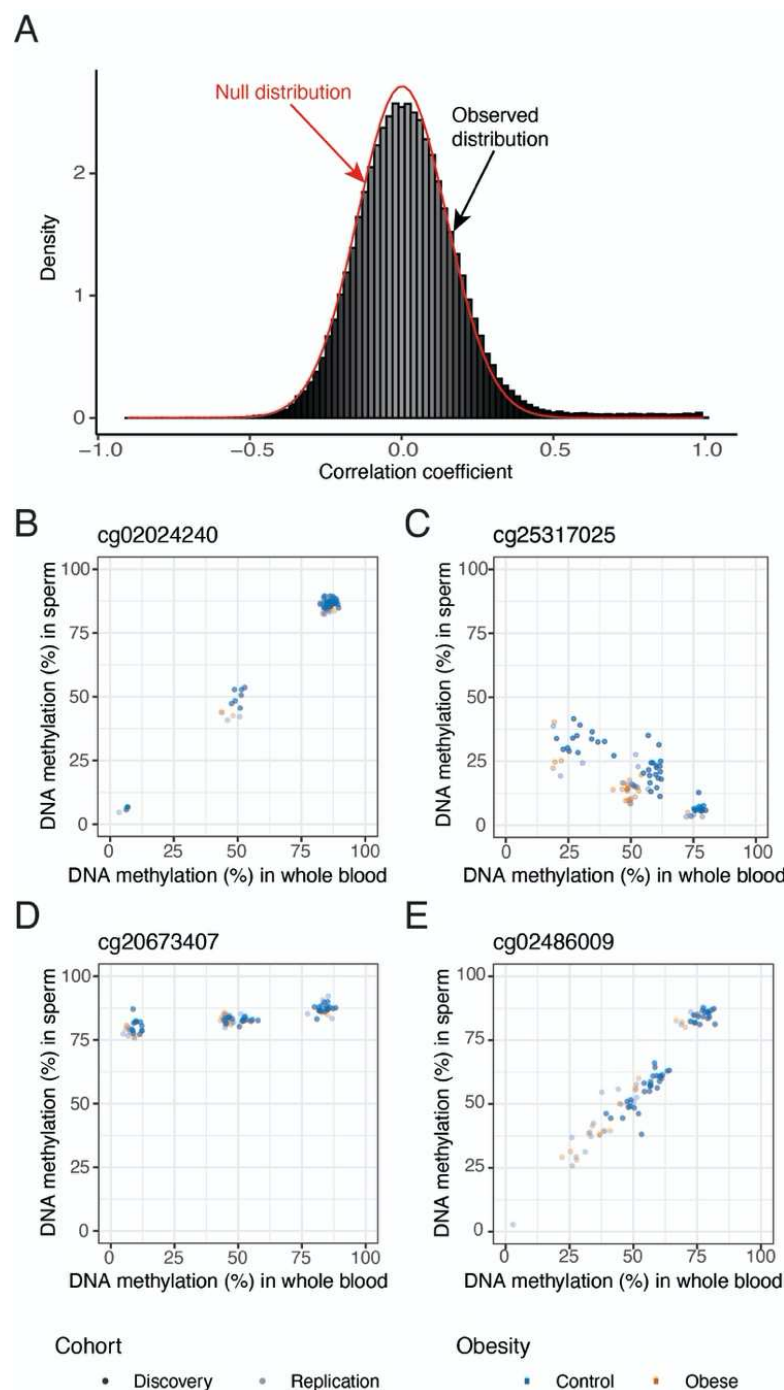 A
Null distribution
Observed
distribution
2
1
0
Density
−1.0 −0.5 0.0 0.5 1.0
Correlation coefficient
B
cg02024240
100
75
50
25
0
DNA methylation (%) in sperm
0 25 50 75 100
DNA methylation (%) in whole blood
C
cg25317025
100
75
50
25
0
DNA methylation (%) in sperm
0 25 50 75 100
DNA methylation (%) in whole blood
D
cg20673407
100
75
50
25
0
DNA methylation (%) in sperm
0 25 50 75 100
DNA methylation (%) in whole blood
E
cg02486009
100
75
50
25
0
DNA methylation (%) in sperm
0 25 50 75 100
DNA methylation (%) in whole blood
Cohort
Discovery Replication
Obesity
Control Obese